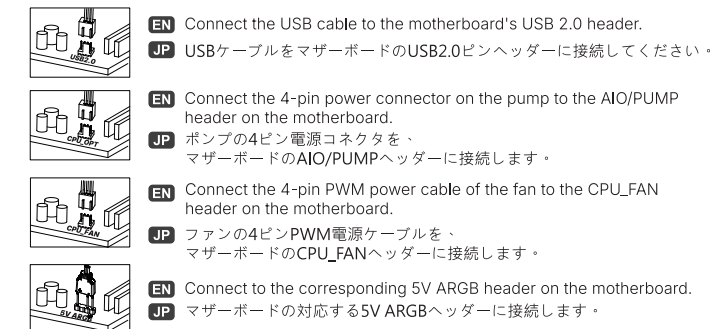 USB2.0
EN Connect the USB cable to the motherboard's USB 2.0 header.
JP USBケーブルをマザーボードのUSB2.0ピンヘッダーに接続してください。
CPU_OPT
EN Connect the 4-pin power connector on the pump to the AIO/PUMP
header on the motherboard.
JP ポンプの4ピン電源コネクタを、
マザーボードのAIO/PUMPヘッダーに接続します。
CPU_FAN
EN Connect the 4-pin PWM power cable of the fan to the CPU_FAN
header on the motherboard.
JP ファンの4ピンPWM電源ケーブルを、
マザーボードのCPU_FANヘッダーに接続します。
5V ARGB
EN Connect to the corresponding 5V ARGB header on the motherboard.
JP マザーボードの対応する5V ARGBヘッダーに接続します。